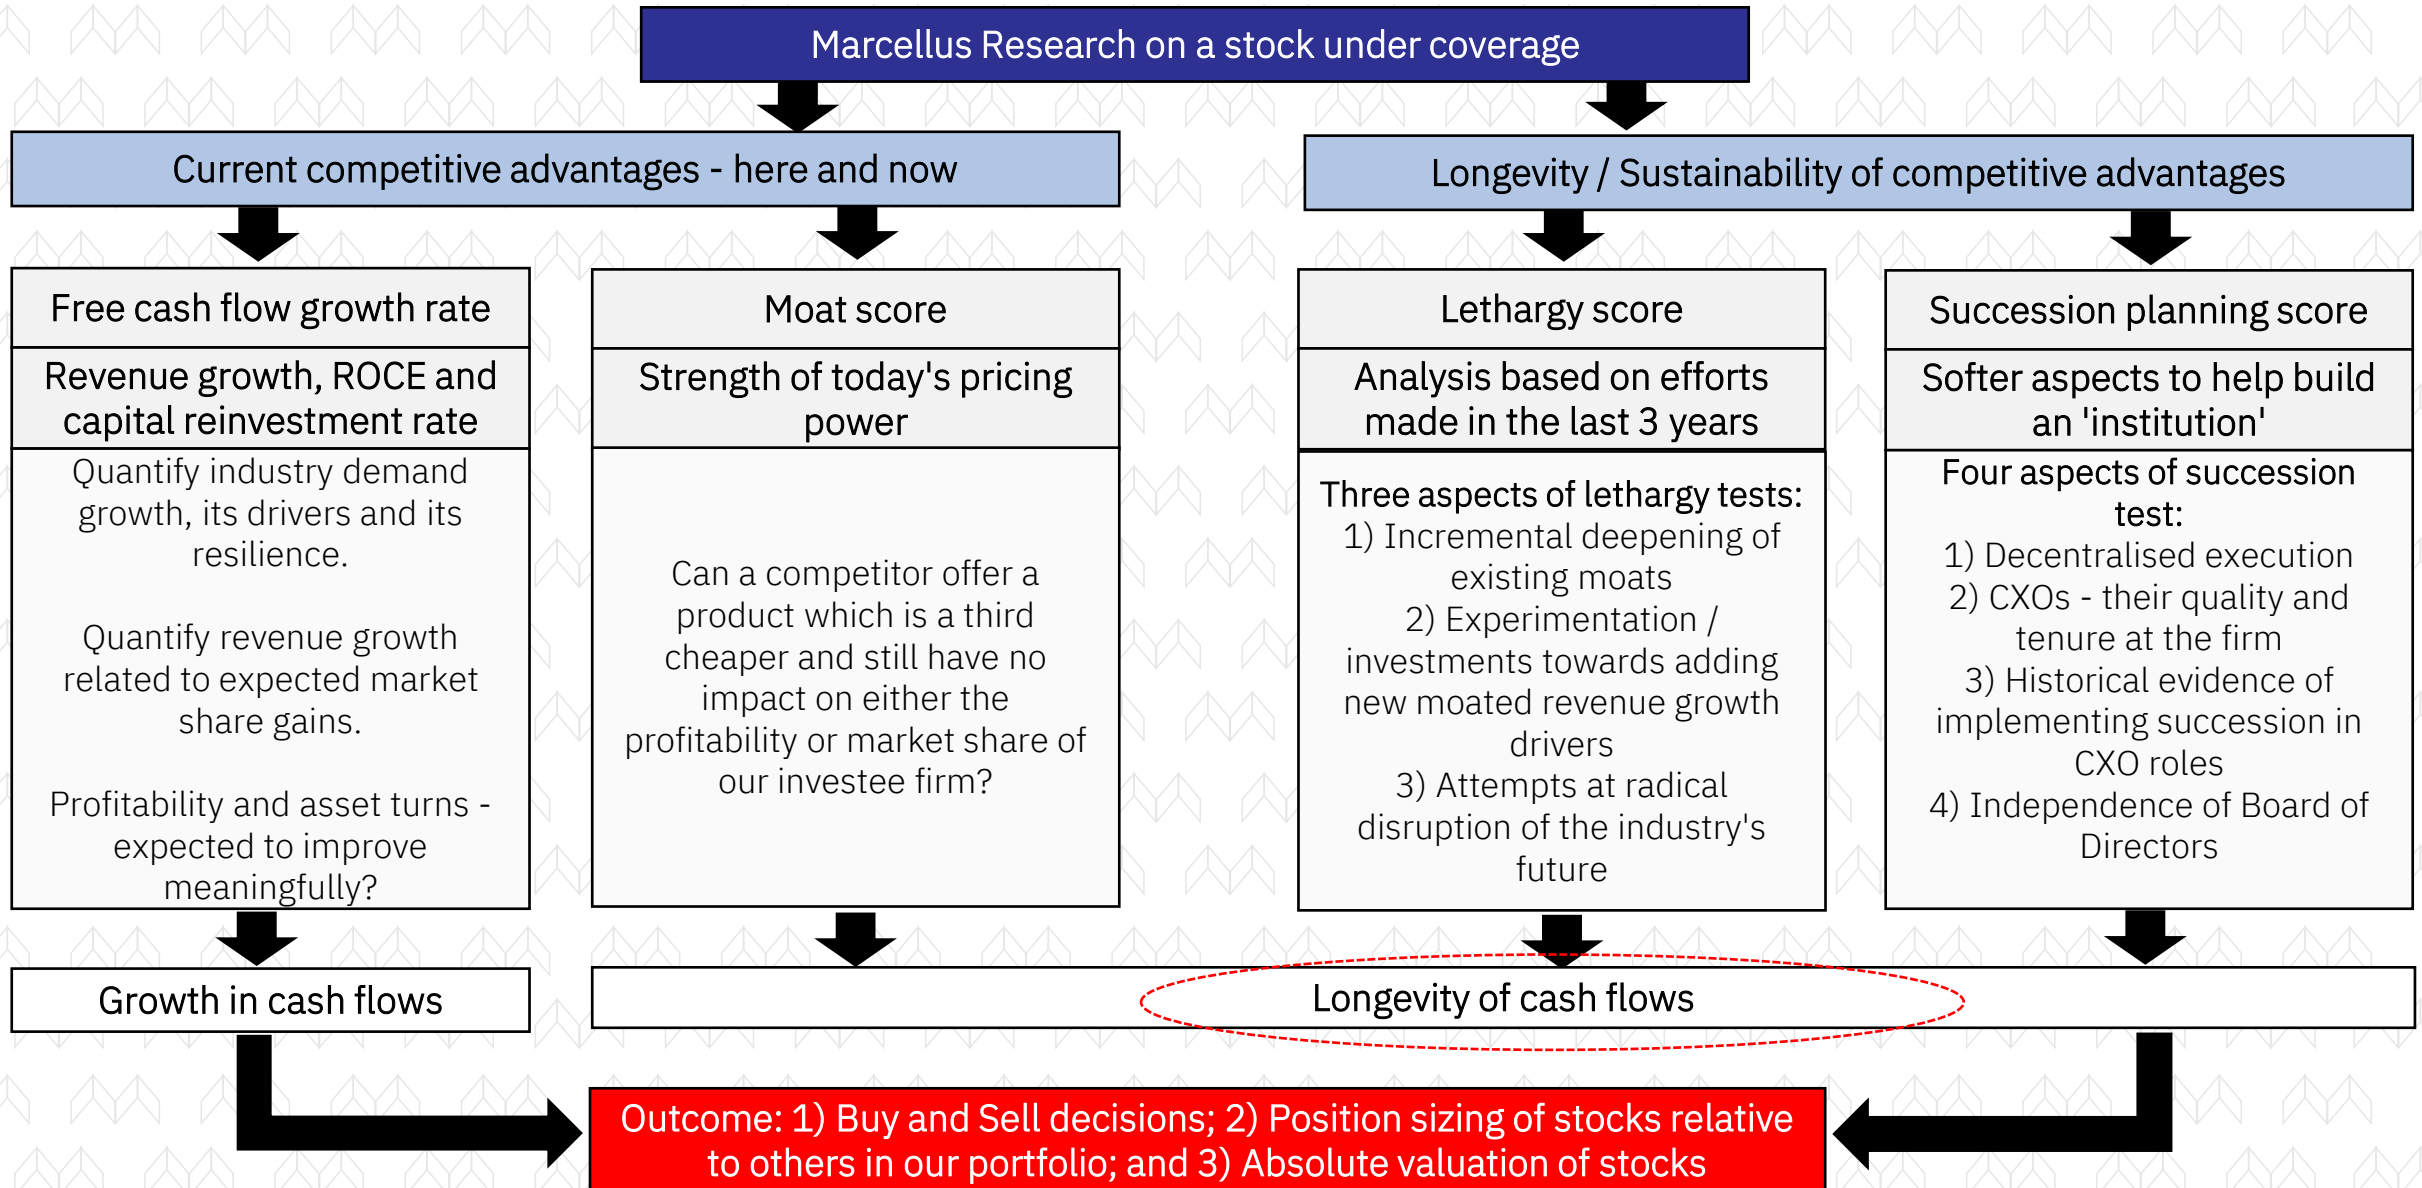 Marcellus Research on a stock under coverage
Current competitive advantages - here and now
Longevity / Sustainability of competitive advantages
Free cash flow growth rate
Revenue growth, ROCE and
capital reinvestment rate
Quantify industry demand
growth, its drivers and its
resilience.
Quantify revenue growth
related to expected market
share gains.
Profitability and asset turns -
expected to improve
meaningfully?
Moat score
Strength of today's pricing
power
Can a competitor offer a
product which is a third
cheaper and still have no
impact on either the
profitability or market share of
our investee firm?
Lethargy score
Analysis based on efforts
made in the last 3 years
Three aspects of lethargy tests:
1) Incremental deepening of
existing moats
2) Experimentation /
investments towards adding
new moated revenue growth
drivers
3) Attempts at radical
disruption of the industry's
future
Succession planning score
Softer aspects to help build
an 'institution'
Four aspects of succession
test:
1) Decentralised execution
2) CXOs - their quality and
tenure at the firm
3) Historical evidence of
implementing succession in
CXO roles
4) Independence of Board of
Directors
Growth in cash flows
Longevity of cash flows
Outcome: 1) Buy and Sell decisions; 2) Position sizing of stocks relative
to others in our portfolio; and 3) Absolute valuation of stocks